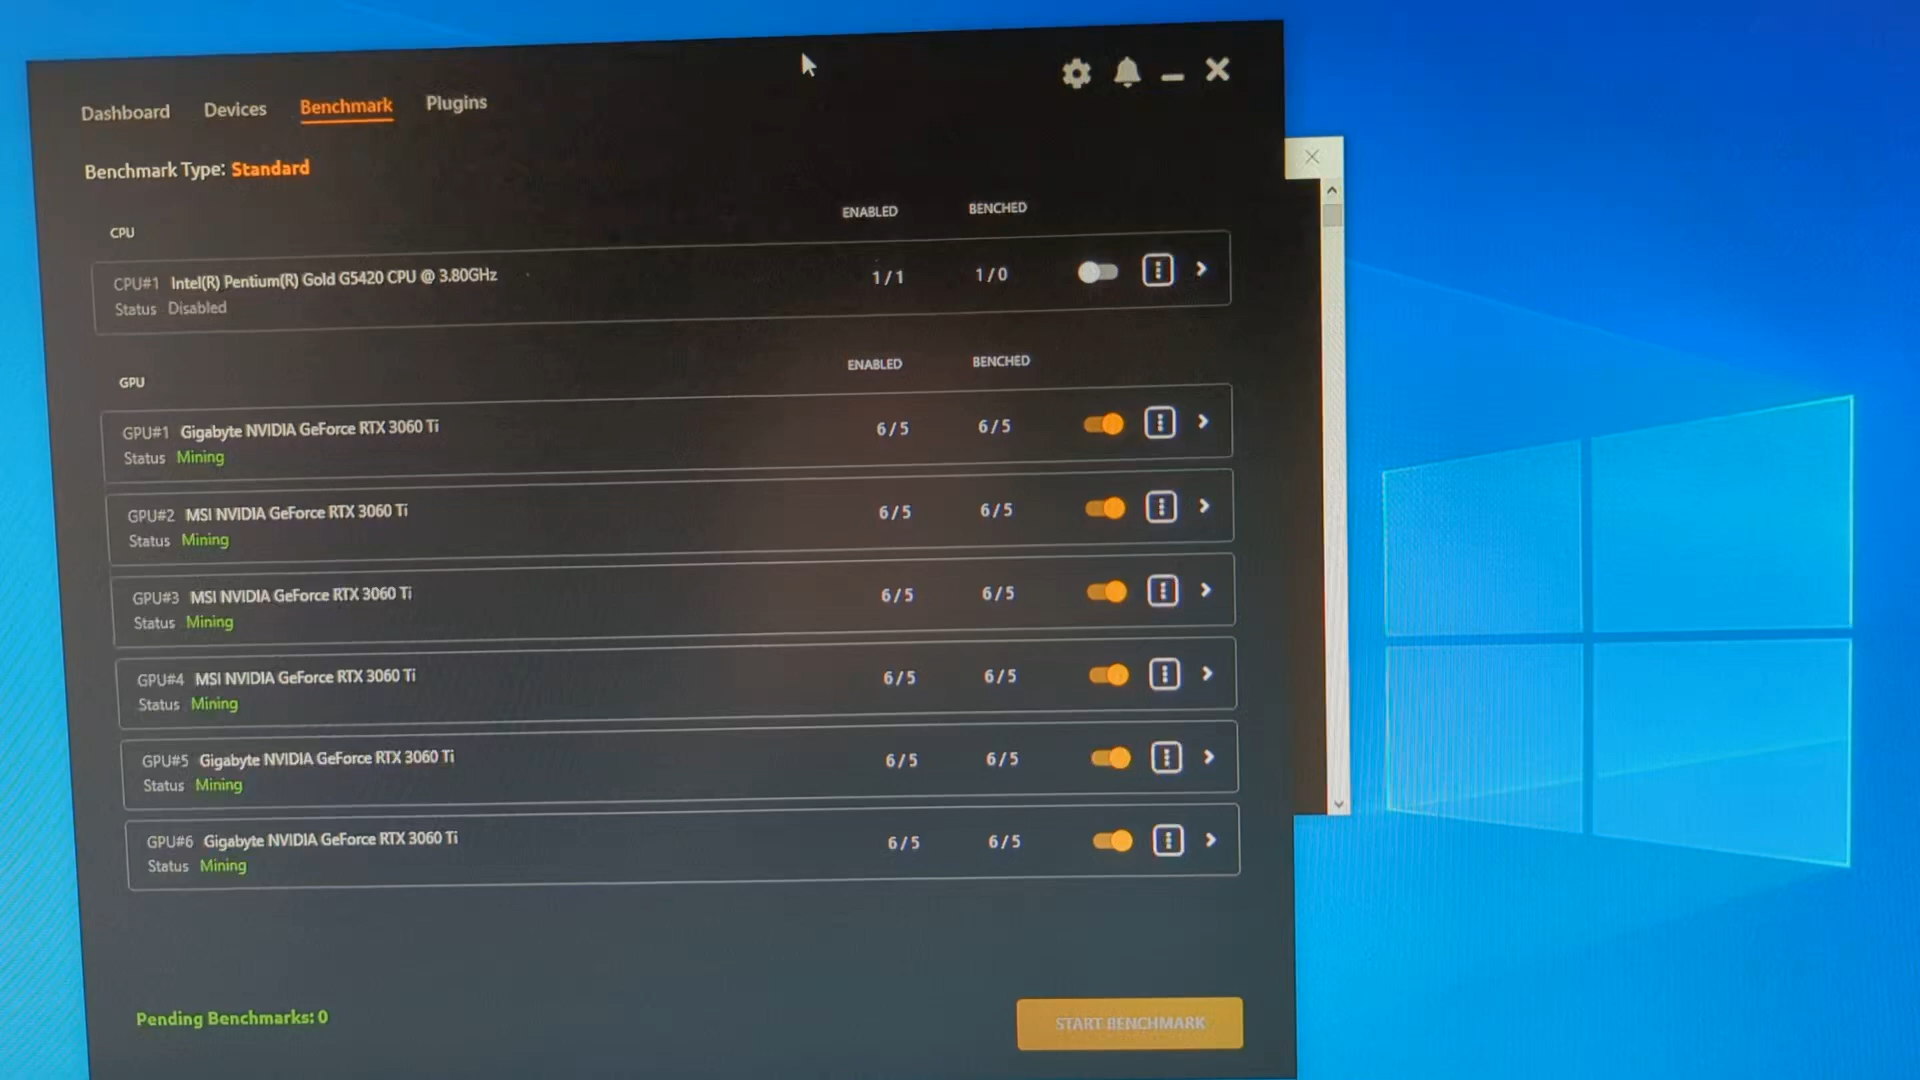 Dashboard Devices Benchmark Plugins
Benchmark Type: Standard
CPU ENABLED BENCHED
CPU#1 Intel(R) Pentium(R) Gold G5420 CPU @ 3.80GHz 1 / 1 1 / 0
Status Disabled
GPU ENABLED BENCHED
GPU#1 Gigabyte NVIDIA GeForce RTX 3060 Ti 6 / 5 6 / 5
Status Mining
GPU#2 MSI NVIDIA GeForce RTX 3060 Ti 6 / 5 6 / 5
Status Mining
GPU#3 MSI NVIDIA GeForce RTX 3060 Ti 6 / 5 6 / 5
Status Mining
GPU#4 MSI NVIDIA GeForce RTX 3060 Ti 6 / 5 6 / 5
Status Mining
GPU#5 Gigabyte NVIDIA GeForce RTX 3060 Ti 6 / 5 6 / 5
Status Mining
GPU#6 Gigabyte NVIDIA GeForce RTX 3060 Ti 6 / 5 6 / 5
Status Mining
Pending Benchmarks: 0
START BENCHMARK